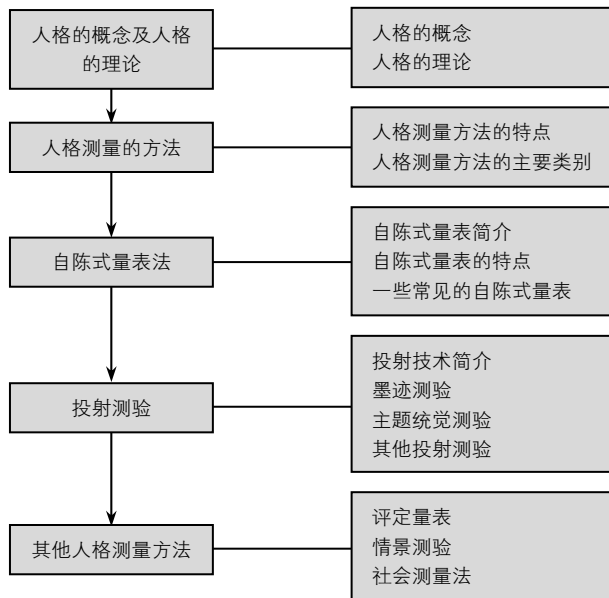 人格的概念及人格
的理论
人格的概念
人格的理论
人格测量的方法
人格测量方法的特点
人格测量方法的主要类别
自陈式量表法
自陈式量表简介
自陈式量表的特点
一些常见的自陈式量表
投射测验
投射技术简介
墨迹测验
主题统觉测验
其他投射测验
其他人格测量方法
评定量表
情景测验
社会测量法